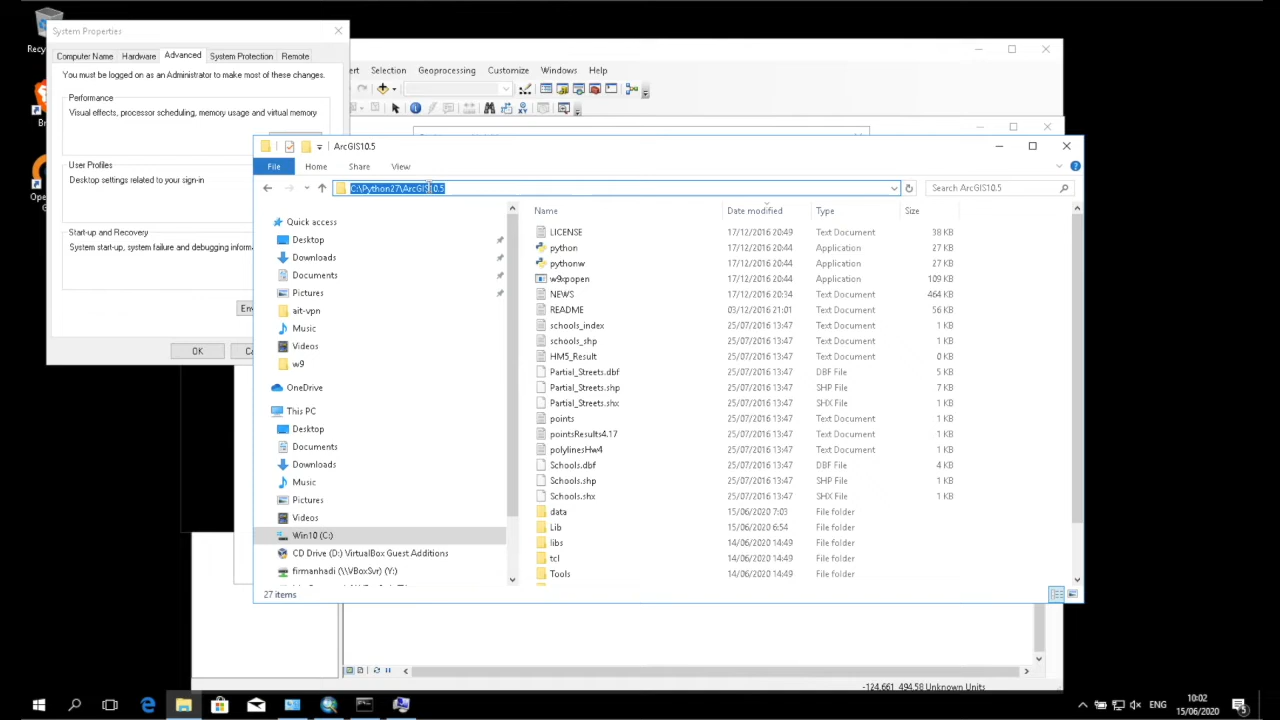 System Properties
Computer Name Hardware Advanced System Protection Remote
You must be logged on as an Administrator to make most of these changes.
Performance
Visual effects, processor scheduling, memory usage and virtual memory
User Profiles
Desktop settings related to your sign-in
Start-up and Recovery
System start-up, system failure and debugging
OK
Selection Geoprocessing Customize Windows Help
ArcGIS10.5
File Home Share View
C:\Python27\ArcGIS10.5
Search ArcGIS10.5
Quick access
Desktop
Downloads
Documents
Pictures
ait-vpn
Music
Videos
w9
OneDrive
This PC
Desktop
Documents
Downloads
Music
Pictures
Videos
Win10 (C:)
CD Drive (D:) VirtualBox Guest Additions
firmanhadi (\\VBoxSvr) (Y:)
Name Date modified Type Size
LICENSE 17/12/2016 20:49 Text Document 38 KB
python 17/12/2016 20:44 Application 27 KB
pythonw 17/12/2016 20:44 Application 27 KB
w9xpopen 17/12/2016 20:44 Application 109 KB
NEWS 17/12/2016 20:34 Text Document 464 KB
README 03/12/2016 21:01 Text Document 56 KB
schools_index 25/07/2016 13:47 Text Document 1 KB
schools_shp 25/07/2016 13:47 Text Document 1 KB
HM5_Result 25/07/2016 13:47 Text Document 0 KB
Partial_Streets.dbf 25/07/2016 13:47 DBF File 5 KB
Partial_Streets.shp 25/07/2016 13:47 SHP File 7 KB
Partial_Streets.shx 25/07/2016 13:47 SHX File 1 KB
points 25/07/2016 13:47 Text Document 1 KB
pointsResults4.17 25/07/2016 13:47 Text Document 1 KB
polylinesHw4 25/07/2016 13:47 Text Document 1 KB
Schools.dbf 25/07/2016 13:47 DBF File 4 KB
Schools.shp 25/07/2016 13:47 SHP File 1 KB
Schools.shx 25/07/2016 13:47 SHX File 1 KB
data 15/06/2020 7:03 File folder
Lib 15/06/2020 6:54 File folder
libs 14/06/2020 14:49 File folder
tcl 14/06/2020 14:49 File folder
Tools 14/06/2020 14:49 File folder
27 items
-124.661 494.58 Unknown Units
ENG
10:02
15/06/2020
5